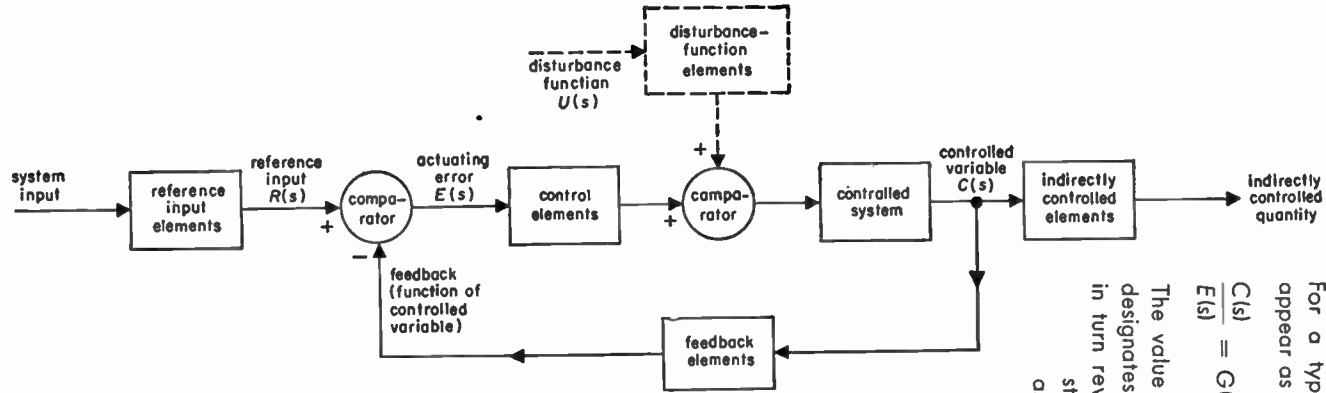 disturbance–
function
elements
disturbance
function
U(s)
system
input
reference
input
elements
reference
input
R(s)
+
−
compa-
rator
actuating
error
E(s)
control
elements
+
+
campa-
rator
controlled
system
controlled
variable
C(s)
indirectly
controlled
elements
indirectly
controlled
quantity
feedback
(function of
controlled
variable)
feedback
elements
For a typ
appear as
C(s)
E(s)
= G(
The value
designates
in turn rev
st
a